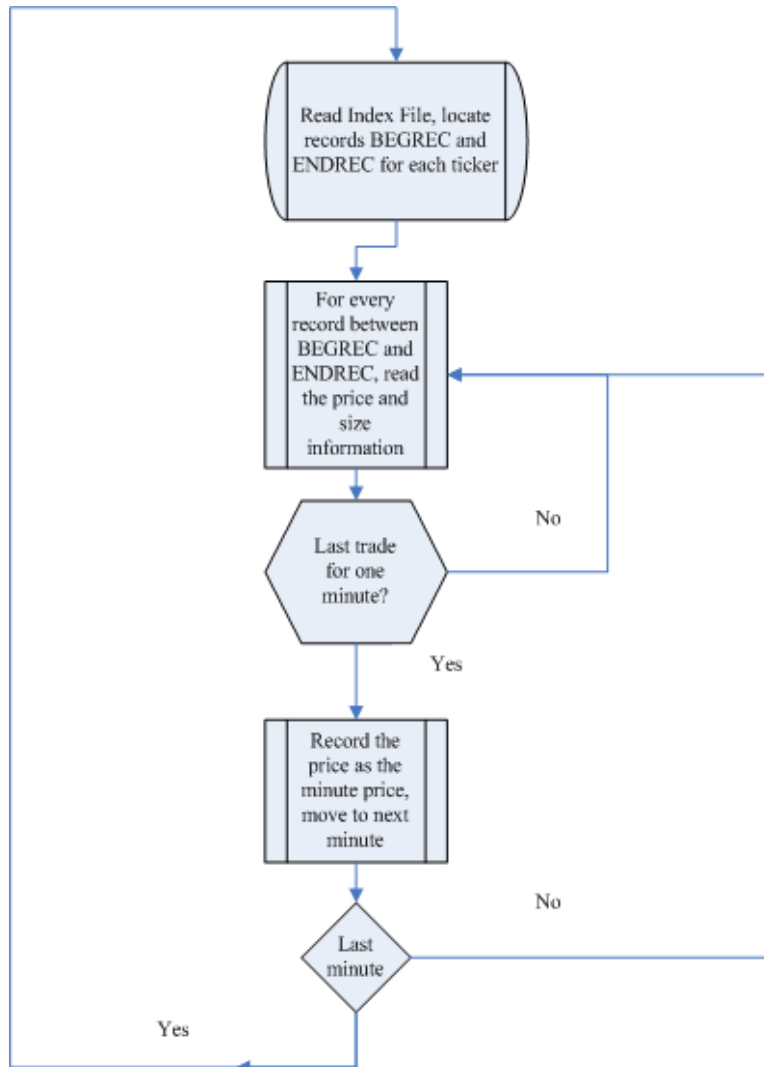 Read Index File, locate
records BEGREC and
ENDREC for each ticker
For every
record between
BEGREC and
ENDREC, read
the price and
size
information
No
Last trade
for one
minute?
Yes
Record the
price as the
minute price,
move to next
minute
No
Last
minute
Yes